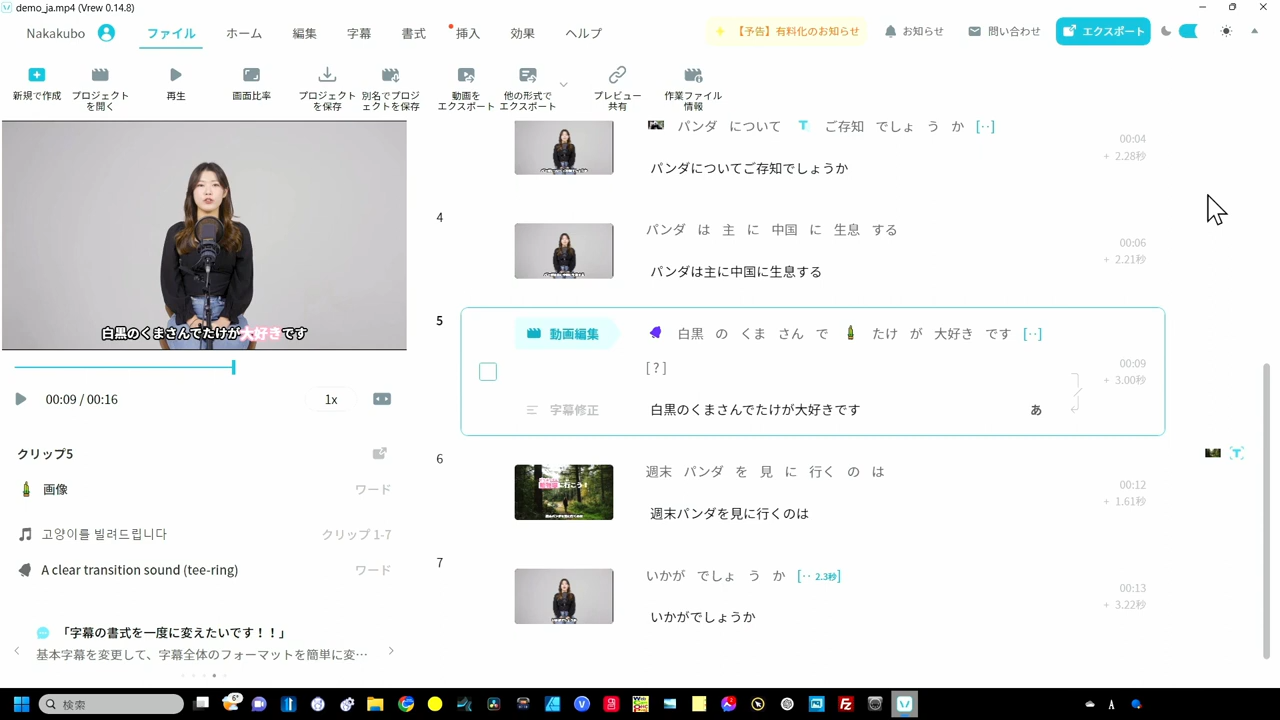 demo_ja.mp4 (Vrew 0.14.8)
Nakakubo ファイル ホーム 編集 字幕 書式 挿入 効果 ヘルプ
【予告】有料化のお知らせ お知らせ 問い合わせ エクスポート
新規で作成 プロジェクトを開く 再生 画面比率 プロジェクトを保存 別名でプロジェクトを保存 動画をエクスポート 他の形式でエクスポート プレビュー共有 作業ファイル情報
白黒のくまさんでたけが大好きです
00:09 / 00:16 1x
クリップ5
画像 ワード
고양이를 빌려드립니다 クリップ 1-7
A clear transition sound (tee-ring) ワード
「字幕の書式を一度に変えたいです！！」
基本字幕を変更して、字幕全体のフォーマットを簡単に変…
パンダ について T ご存知 でしょ う か [··]
00:04
+ 2.28秒
パンダについてご存知でしょうか
4
パンダ は 主 に 中国 に 生息 する
00:06
+ 2.21秒
パンダは主に中国に生息する
5
動画編集 白黒 の くま さん で たけ が 大好き です [··]
[ ? ]
00:09
+ 3.00秒
字幕修正 白黒のくまさんでたけが大好きです あ
6
T
週末 パンダ を 見 に 行く の は
00:12
+ 1.61秒
週末パンダを見に行くのは
7
いかが でしょ う か [·· 2.3秒]
00:13
+ 3.22秒
いかがでしょうか
検索
6°
A